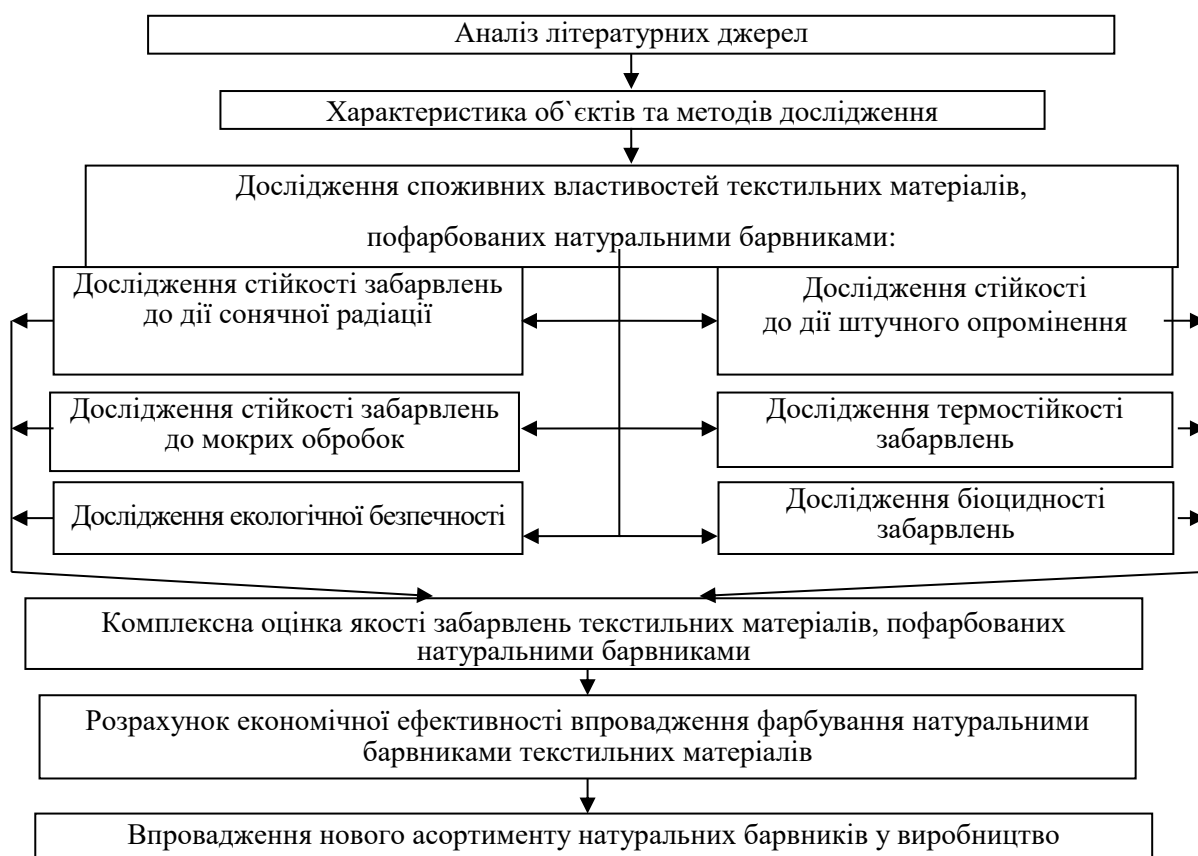 Аналіз літературних джерел
Характеристика об`єктів та методів дослідження
Дослідження споживних властивостей текстильних матеріалів,
пофарбованих натуральними барвниками:
Дослідження стійкості забарвлень
до дії сонячної радіації
Дослідження стійкості
до дії штучного опромінення
Дослідження стійкості забарвлень
до мокрих обробок
Дослідження термостійкості
забарвлень
Дослідження екологічної безпечності
Дослідження біоцидності
забарвлень
Комплексна оцінка якості забарвлень текстильних матеріалів, пофарбованих
натуральними барвниками
Розрахунок економічної ефективності впровадження фарбування натуральними
барвниками текстильних матеріалів
Впровадження нового асортименту натуральних барвників у виробництво